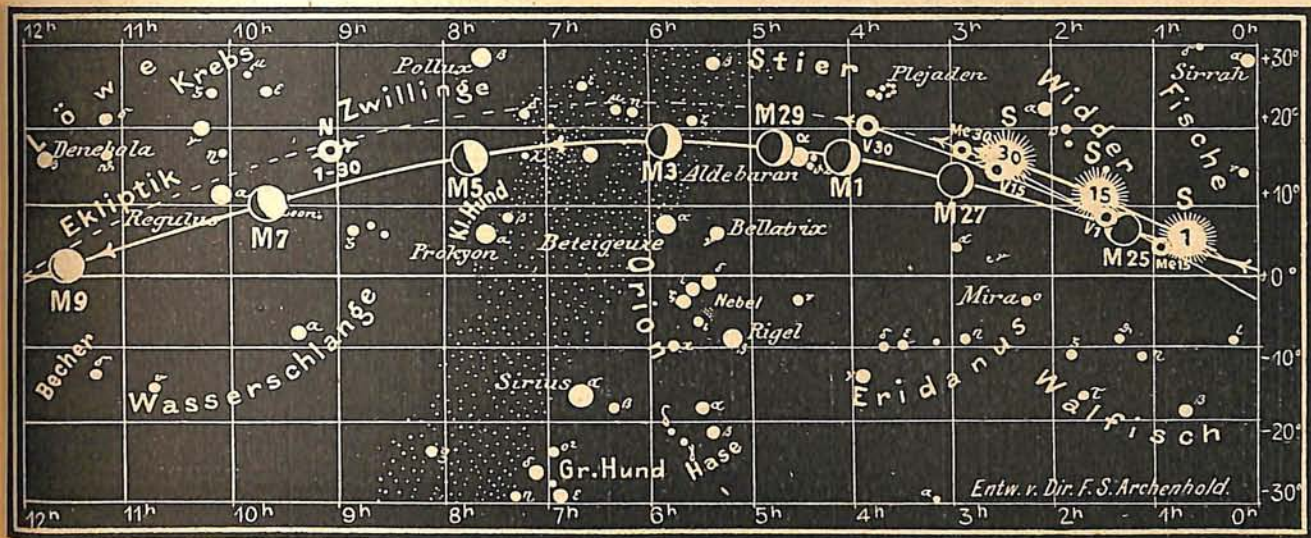 12h 11h 10h 9h 8h 7h 6h 5h 4h 3h 2h 1h 0h
+30°
+20°
+10°
0°
-10°
-20°
-30°
Löwe
Krebs
Zwillinge
Pollux
Stier
Plejaden
Widder
Fische
Sirrah
Denebola
Ekliptik
Regulus
N
1-30
M9
M7
M5
M3
M29
M1
M27
M25
Aldebaran
Me30
V30
V15
V1
Me15
S
30
S
15
S
1
Kl.Hund
Prokyon
Beteigeuze
Bellatrix
Orion
Nebel
Rigel
Mira
Becher
Wasserschlange
Sirius
Eridanus
Walfisch
Gr.Hund
Hase
Entw. v. Dir. F. S. Archenhold.
12h 11h 10h 9h 8h 7h 6h 5h 4h 3h 2h 1h 0h